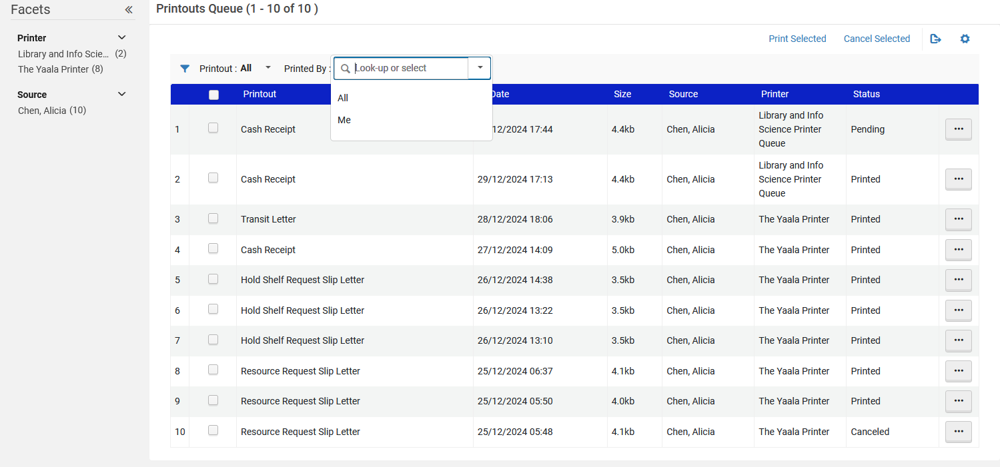 Facets
Printer
Library and Info Scie... (2)
The Yaala Printer (8)
Source
Chen, Alicia (10)
Printouts Queue (1 - 10 of 10 )
Print Selected Cancel Selected
Printout : All Printed By : Look-up or select
All
Me
Printout Date Size Source Printer Status
1 Cash Receipt 12/2024 17:44 4.4kb Chen, Alicia Library and Info Science Printer Queue Pending
2 Cash Receipt 29/12/2024 17:13 4.4kb Chen, Alicia Library and Info Science Printer Queue Printed
3 Transit Letter 28/12/2024 18:06 3.9kb Chen, Alicia The Yaala Printer Printed
4 Cash Receipt 27/12/2024 14:09 5.0kb Chen, Alicia The Yaala Printer Printed
5 Hold Shelf Request Slip Letter 26/12/2024 14:38 3.5kb Chen, Alicia The Yaala Printer Printed
6 Hold Shelf Request Slip Letter 26/12/2024 13:22 3.5kb Chen, Alicia The Yaala Printer Printed
7 Hold Shelf Request Slip Letter 26/12/2024 13:10 3.5kb Chen, Alicia The Yaala Printer Printed
8 Resource Request Slip Letter 25/12/2024 06:37 4.1kb Chen, Alicia The Yaala Printer Printed
9 Resource Request Slip Letter 25/12/2024 05:50 4.0kb Chen, Alicia The Yaala Printer Printed
10 Resource Request Slip Letter 25/12/2024 05:48 4.1kb Chen, Alicia The Yaala Printer Canceled